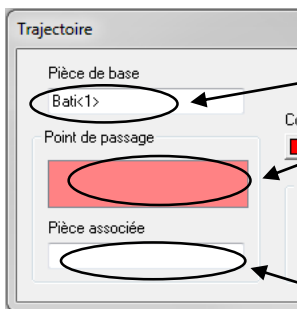 Trajectoire
Pièce de base
Bati<1>
Point de passage
Pièce associée